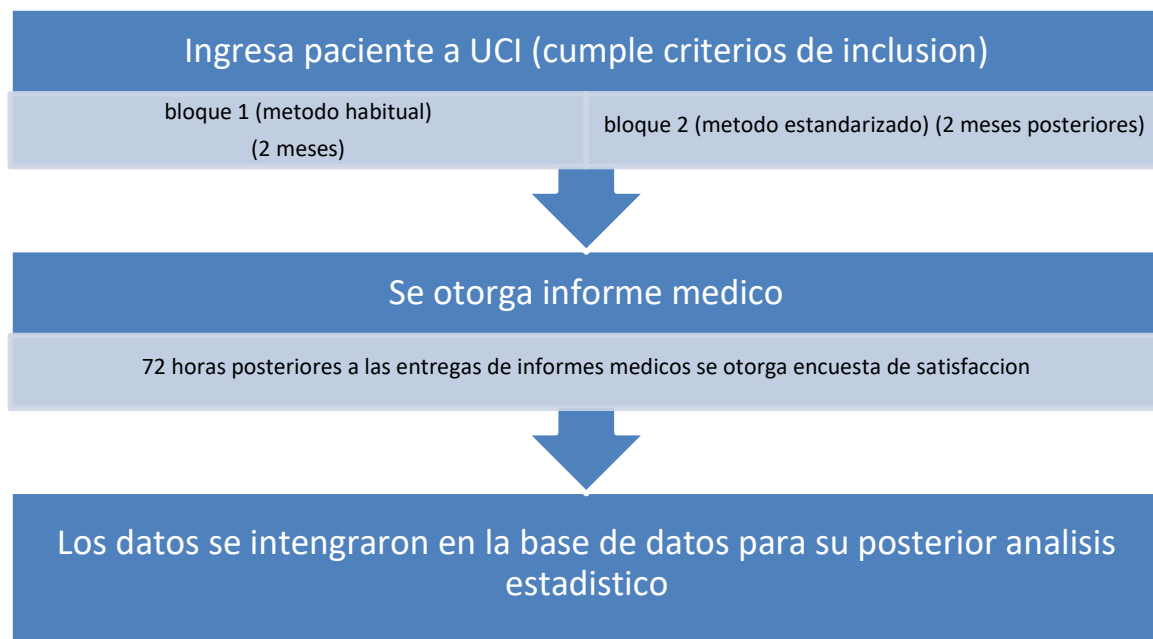 Ingresa paciente a UCI (cumple criterios de inclusion)
bloque 1 (metodo habitual)
(2 meses)
bloque 2 (metodo estandarizado) (2 meses posteriores)
Se otorga informe medico
72 horas posteriores a las entregas de informes medicos se otorga encuesta de satisfaccion
Los datos se intengraron en la base de datos para su posterior analisis
estadistico